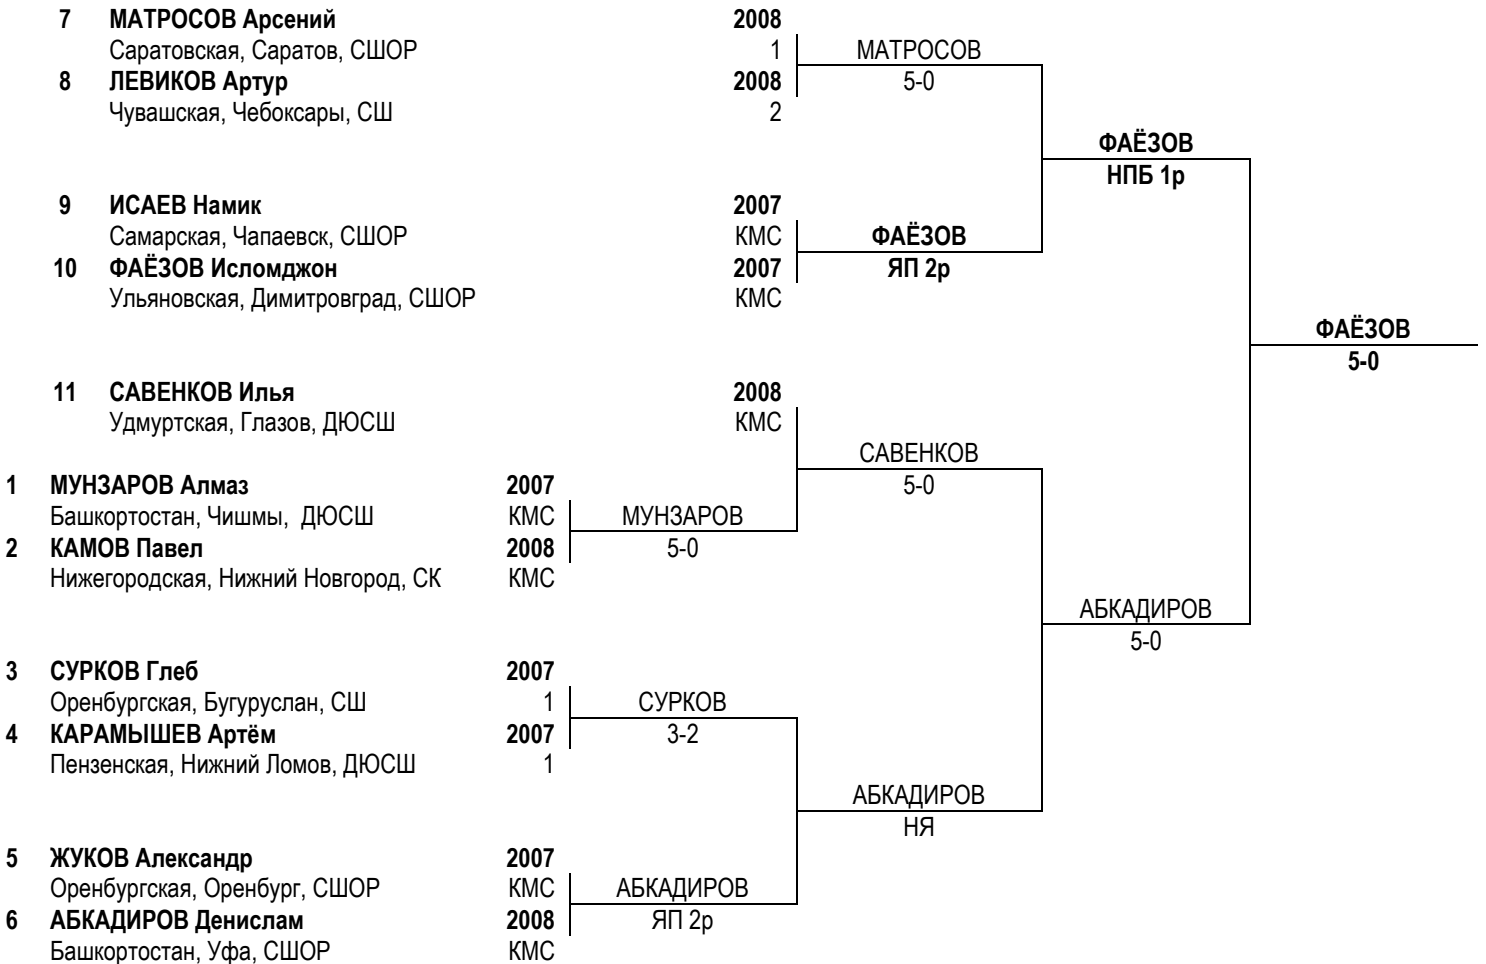 7 МАТРОСОВ Арсений 2008
Саратовская, Саратов, СШОР 1 МАТРОСОВ
8 ЛЕВИКОВ Артур 2008 5-0
Чувашская, Чебоксары, СШ 2
ФАЁЗОВ
НПБ 1р
9 ИСАЕВ Намик 2007
Самарская, Чапаевск, СШОР КМС ФАЁЗОВ
10 ФАЁЗОВ Исломджон 2007 ЯП 2р
Ульяновская, Димитровград, СШОР КМС
ФАЁЗОВ
5-0
11 САВЕНКОВ Илья 2008
Удмуртская, Глазов, ДЮСШ КМС
САВЕНКОВ
1 МУНЗАРОВ Алмаз 2007 5-0
Башкортостан, Чишмы, ДЮСШ КМС МУНЗАРОВ
2 КАМОВ Павел 2008 5-0
Нижегородская, Нижний Новгород, СК КМС
АБКАДИРОВ
5-0
3 СУРКОВ Глеб 2007
Оренбургская, Бугуруслан, СШ 1 СУРКОВ
4 КАРАМЫШЕВ Артём 2007 3-2
Пензенская, Нижний Ломов, ДЮСШ 1
АБКАДИРОВ
НЯ
5 ЖУКОВ Александр 2007
Оренбургская, Оренбург, СШОР КМС АБКАДИРОВ
6 АБКАДИРОВ Денислам 2008 ЯП 2р
Башкортостан, Уфа, СШОР КМС